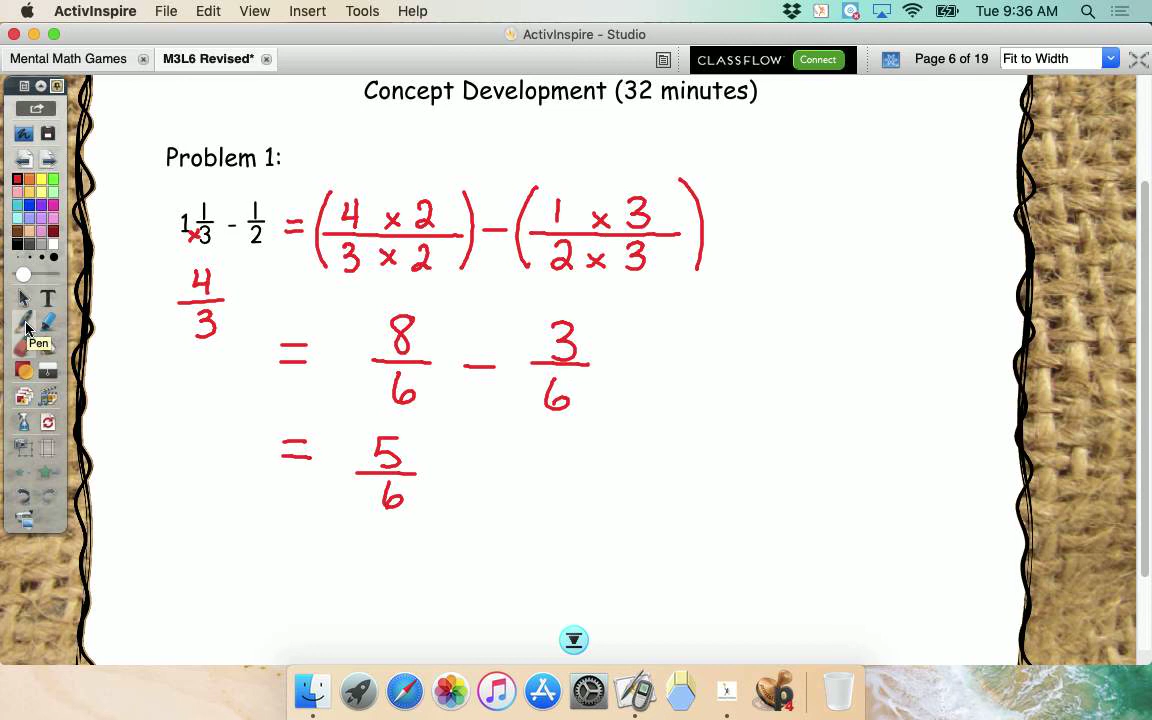 ActivInspire File Edit View Insert Tools Help Tue 9:36 AM
ActivInspire - Studio
Mental Math Games M3L6 Revised* CLASSFLOW Connect Page 6 of 19 Fit to Width
Concept Development (32 minutes)
Problem 1:
1 1/3 - 1/2 = (4 x 2 / 3 x 2) - (1 x 3 / 2 x 3)
x
4/3
= 8/6 - 3/6
= 5/6
T
Pen